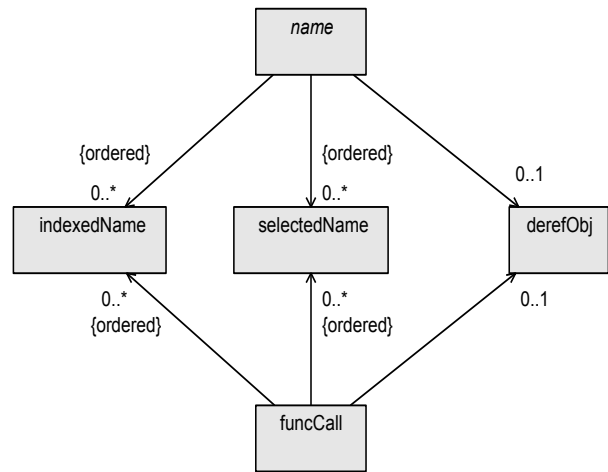 name
{ordered}
{ordered}
0..*
0..*
0..1
indexedName
selectedName
derefObj
0..*
0..*
0..1
{ordered}
{ordered}
funcCall